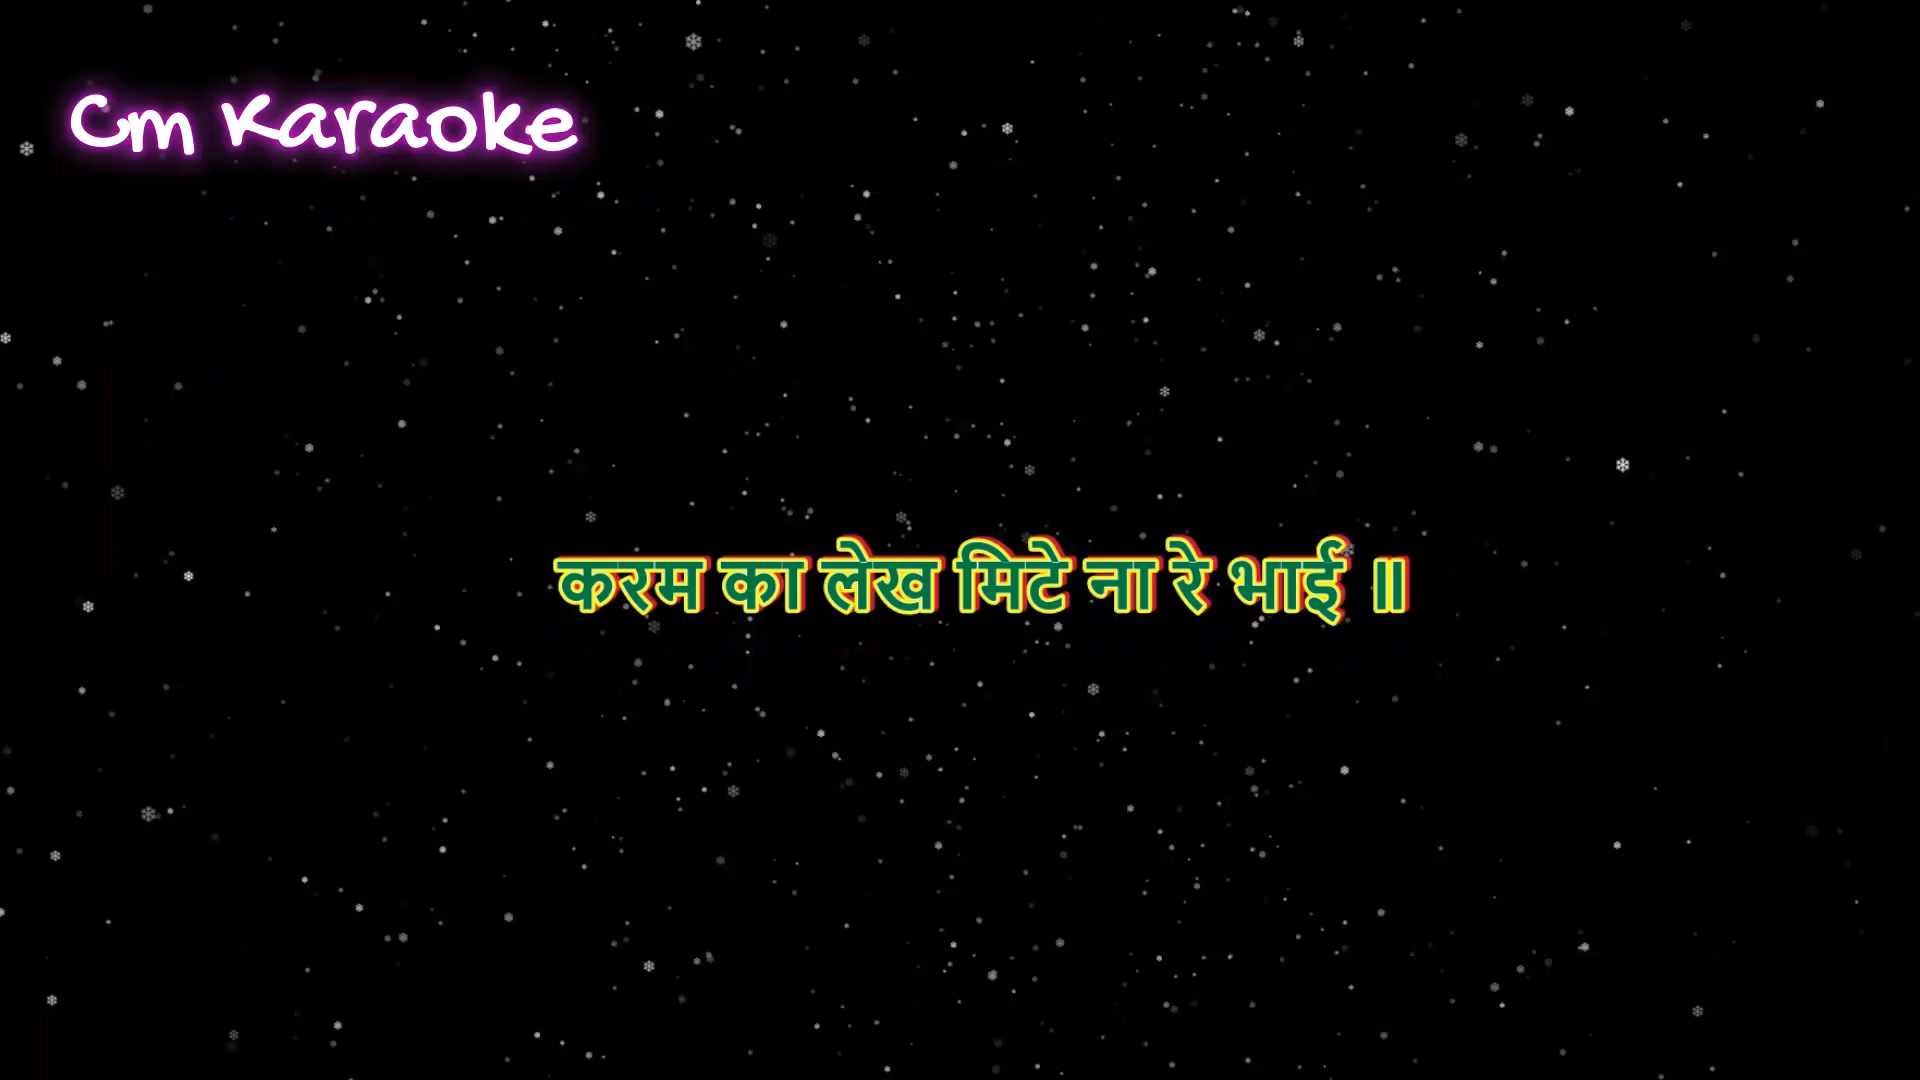 Cm Karaoke
करम का लेख मिटे ना रे भाई ॥